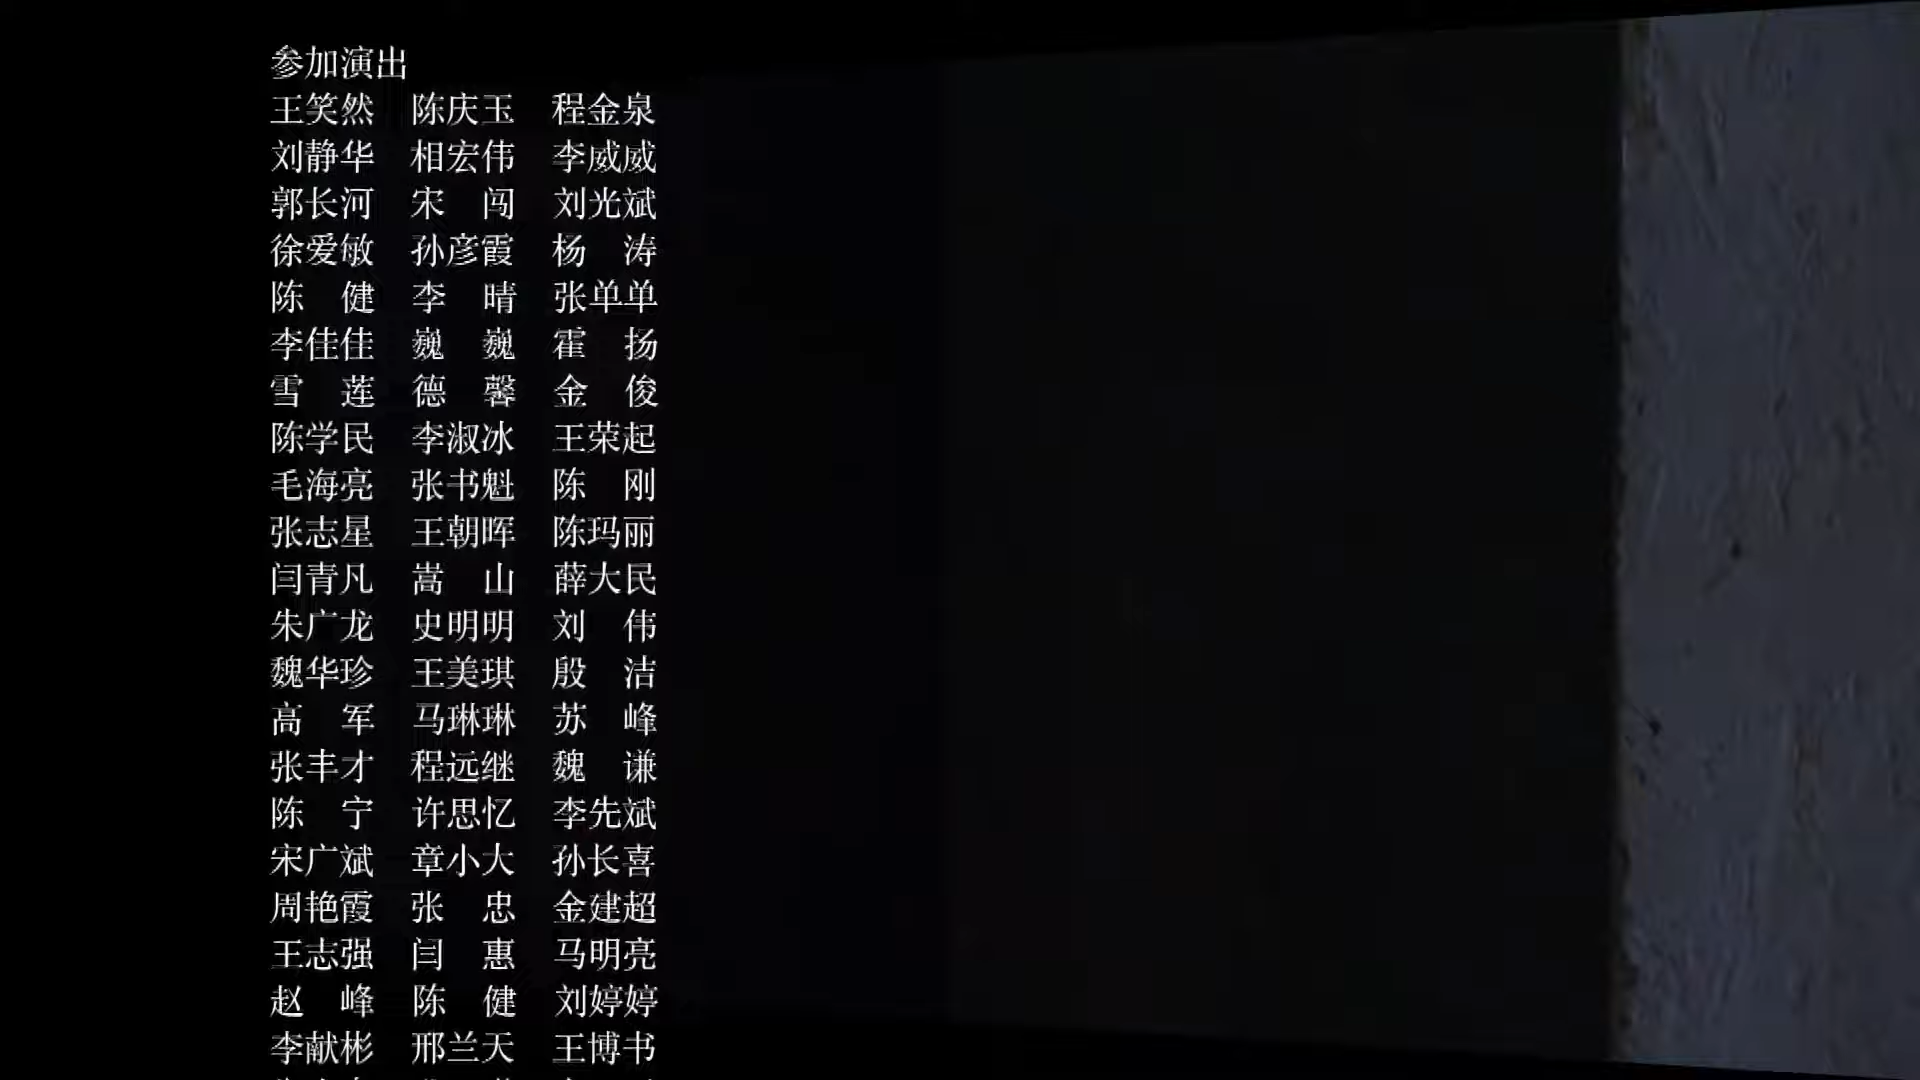 参加演出
王笑然 陈庆玉 程金泉
刘静华 相宏伟 李威威
郭长河 宋 闯 刘光斌
徐爱敏 孙彦霞 杨 涛
陈 健 李 晴 张单单
李佳佳 巍 巍 霍 扬
雪 莲 德 馨 金 俊
陈学民 李淑冰 王荣起
毛海亮 张书魁 陈 刚
张志星 王朝晖 陈玛丽
闫青凡 嵩 山 薛大民
朱广龙 史明明 刘 伟
魏华珍 王美琪 殷 洁
高 军 马琳琳 苏 峰
张丰才 程远继 魏 谦
陈 宁 许思忆 李先斌
宋广斌 章小大 孙长喜
周艳霞 张 忠 金建超
王志强 闫 惠 马明亮
赵 峰 陈 健 刘婷婷
李献彬 邢兰天 王博书